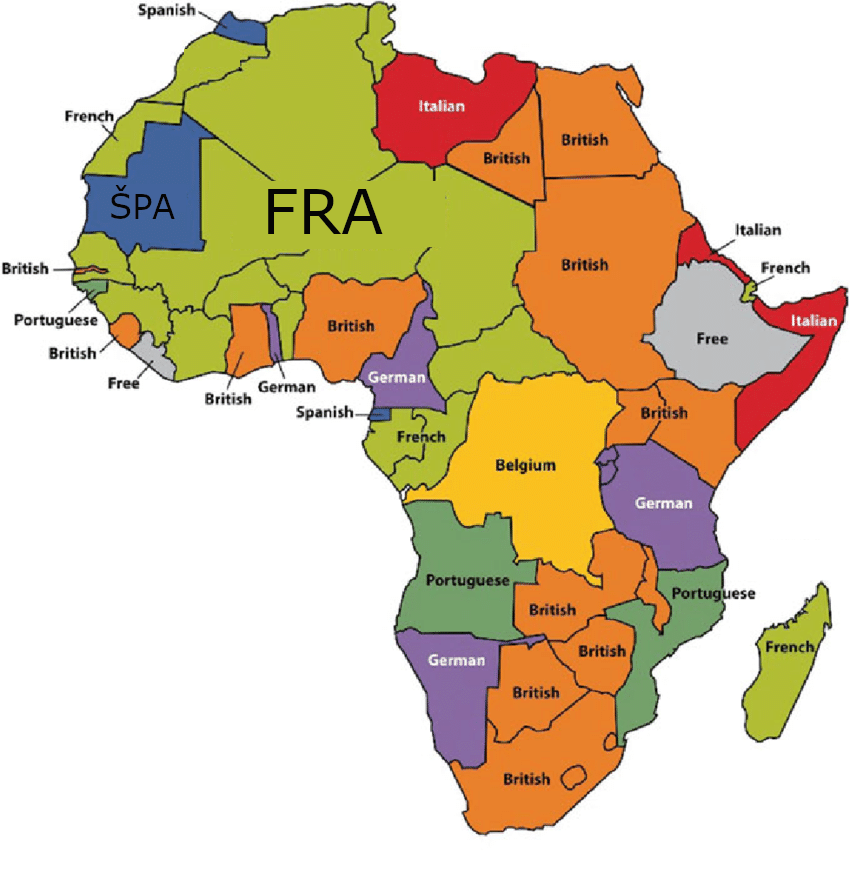 Spanish
Italian
French
British
British
ŠPA
FRA
Italian
British
British
French
Italian
Portuguese
British
Free
British
Free
German
British
German
Spanish
British
French
Belgium
German
Portuguese
Portuguese
British
French
British
German
British
British